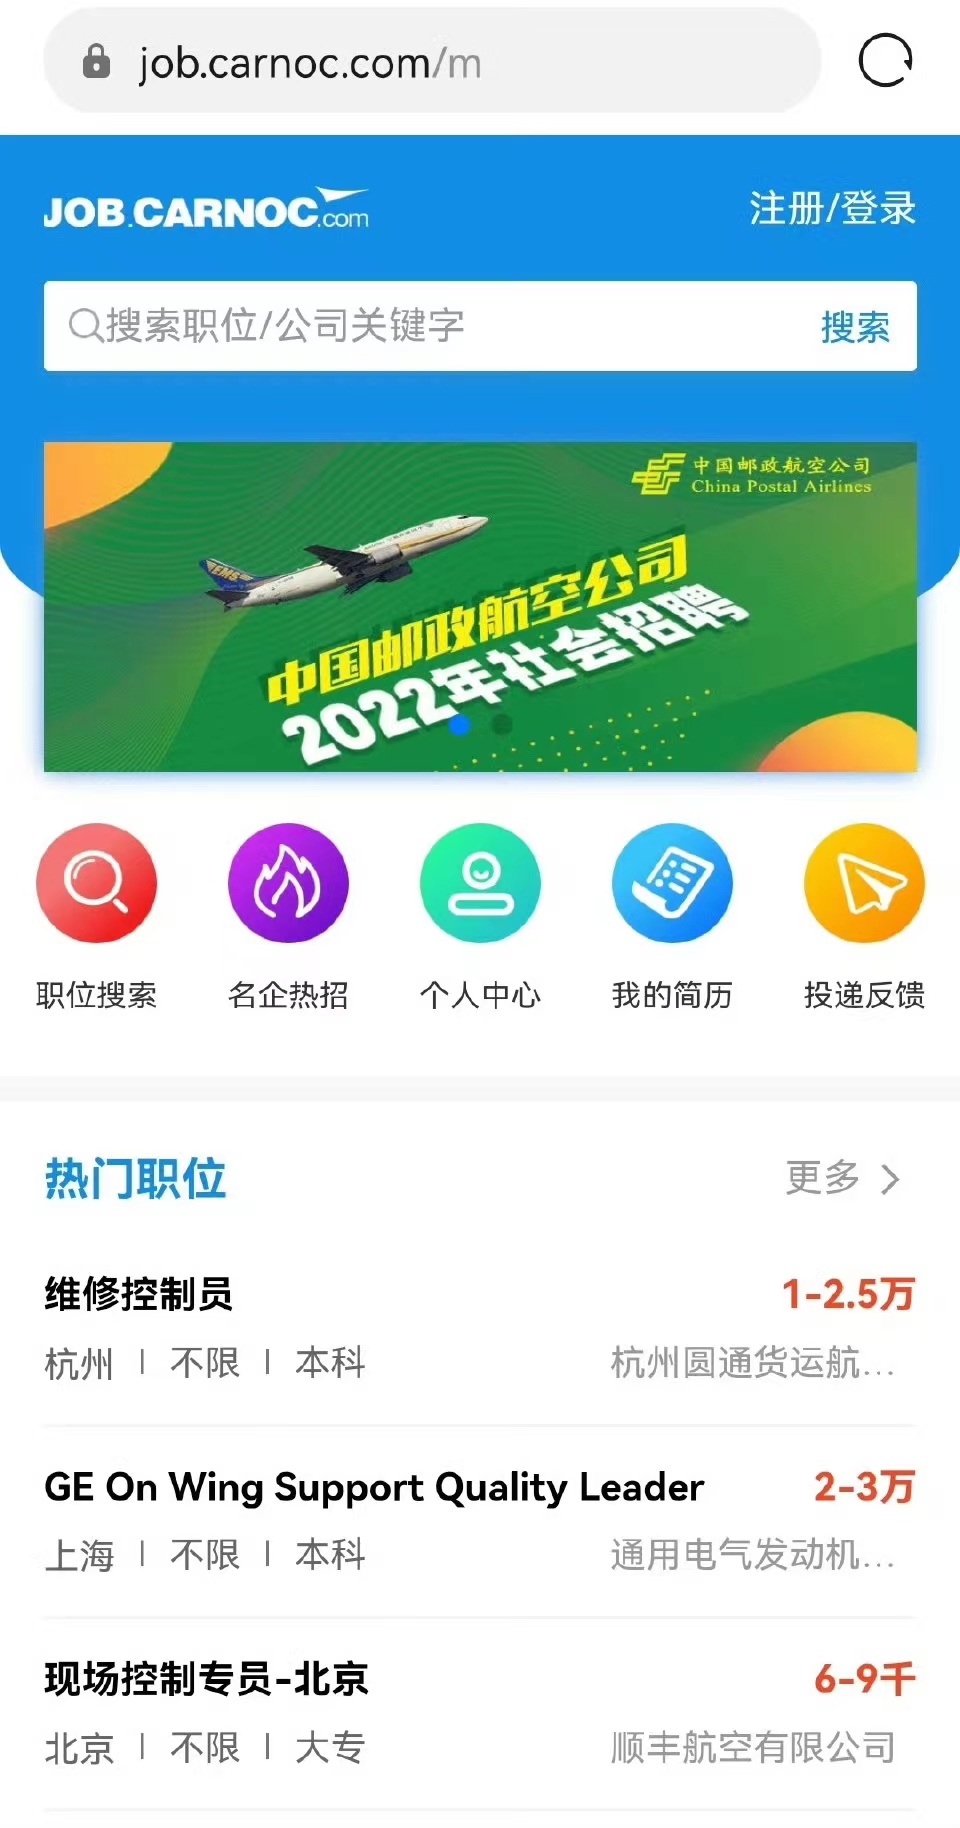 job.carnoc.com/m
JOB.CARNOC.com
注册/登录
搜索职位/公司关键字
搜索
中国邮政航空公司
China Postal Airlines
EMS
中国邮政航空公司
2022年社会招聘
职位搜索
名企热招
个人中心
我的简历
投递反馈
热门职位
更多
维修控制员
1-2.5万
杭州 | 不限 | 本科
杭州圆通货运航...
GE On Wing Support Quality Leader
2-3万
上海 | 不限 | 本科
通用电气发动机...
现场控制专员-北京
6-9千
北京 | 不限 | 大专
顺丰航空有限公司